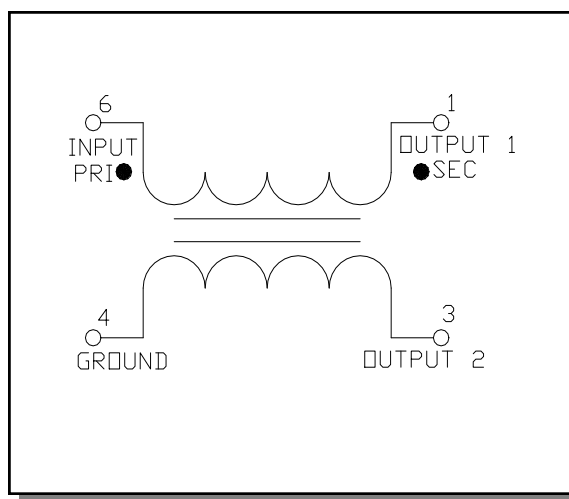 6
1
INPUT
OUTPUT 1
PRI
SEC
4
3
GROUND
OUTPUT 2